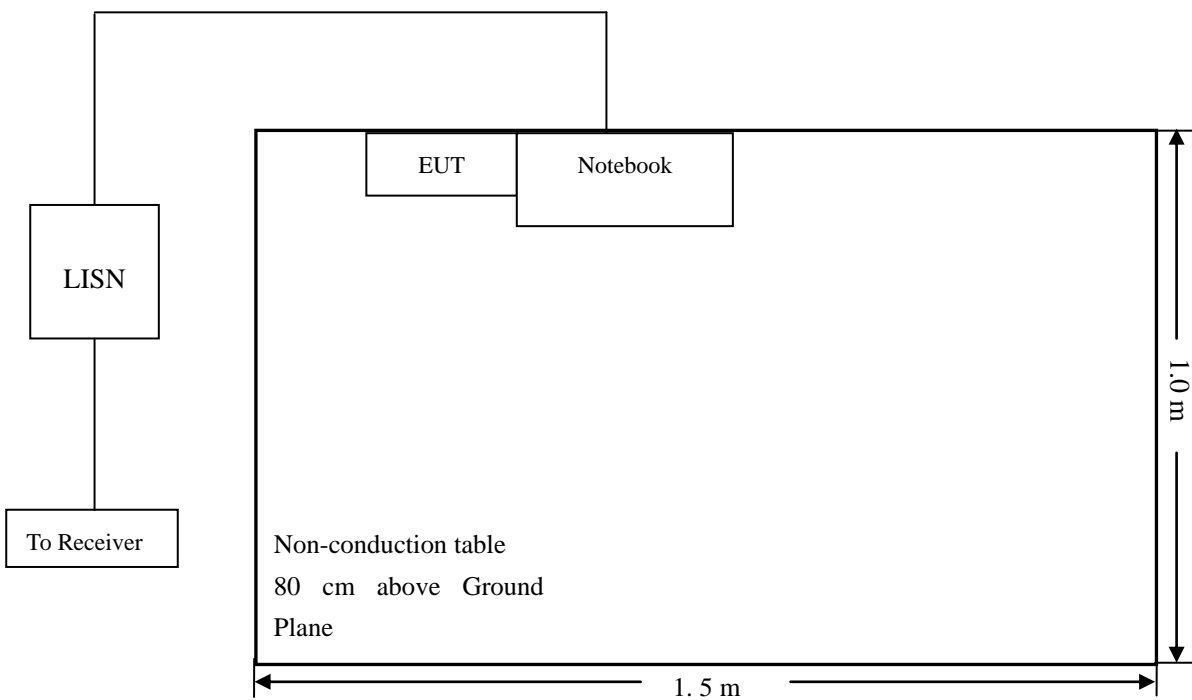 EUT
Notebook
LISN
1.0 m
To Receiver
Non-conduction table
80 cm above Ground
Plane
1. 5 m